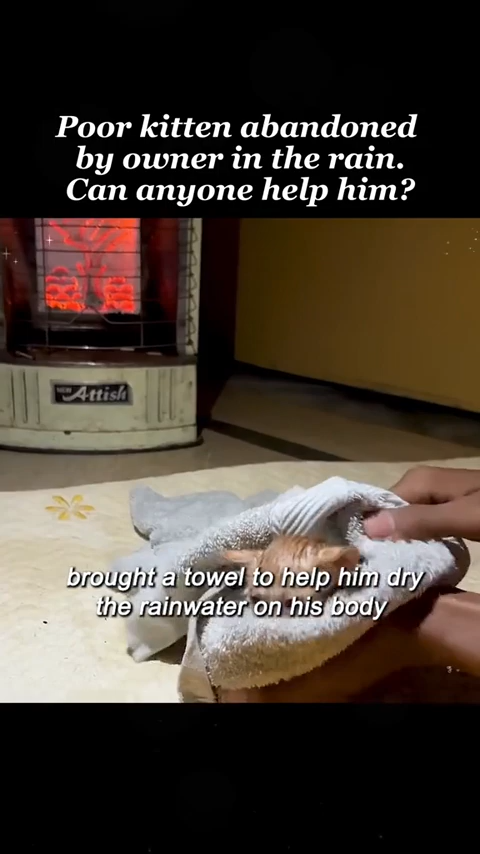 Poor kitten abandoned
by owner in the rain.
Can anyone help him?
Attish
brought a towel to help him dry
the rainwater on his body